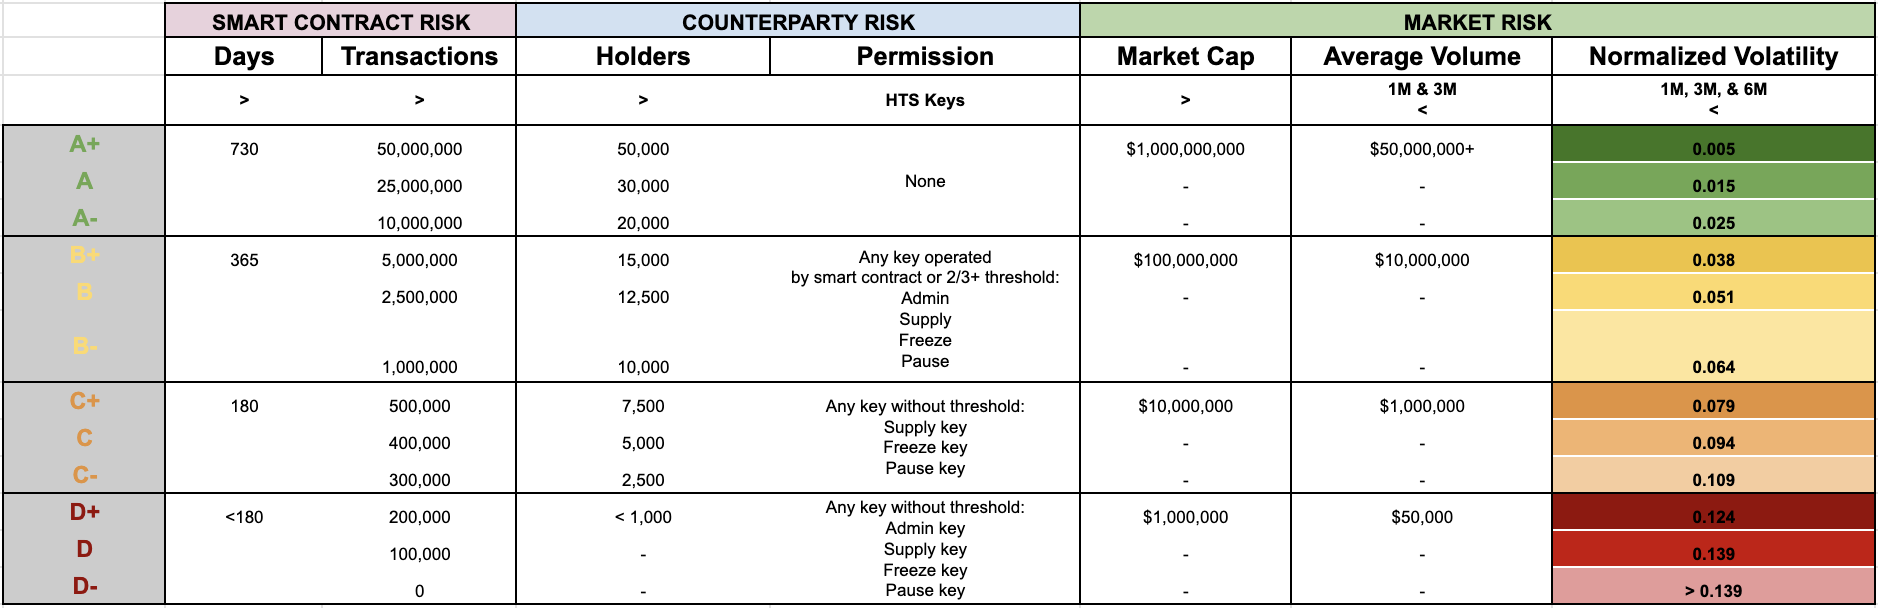 SMART CONTRACT RISK COUNTERPARTY RISK MARKET RISK
Days Transactions Holders Permission Market Cap Average Volume Normalized Volatility
> > > HTS Keys > 1M & 3M < 1M, 3M, & 6M <
A+ 730 50,000,000 50,000 $1,000,000,000 $50,000,000+ 0.005
A 25,000,000 30,000 None - - 0.015
A- 10,000,000 20,000 - - 0.025
B+ 365 5,000,000 15,000 Any key operated $100,000,000 $10,000,000 0.038
by smart contract or 2/3+ threshold:
B 2,500,000 12,500 Admin - - 0.051
Supply
Freeze
B- 1,000,000 10,000 Pause - - 0.064
C+ 180 500,000 7,500 Any key without threshold: $10,000,000 $1,000,000 0.079
Supply key
C 400,000 5,000 Freeze key - - 0.094
C- 300,000 2,500 Pause key - - 0.109
D+ <180 200,000 < 1,000 Any key without threshold: $1,000,000 $50,000 0.124
Admin key
D 100,000 - Supply key - - 0.139
Freeze key
D- 0 - Pause key - - > 0.139